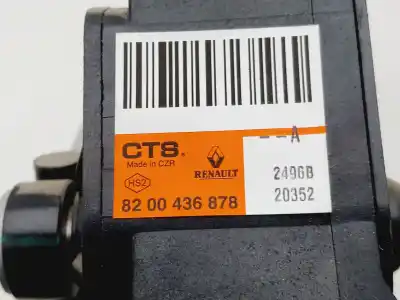 --A
CTS.
Made in CZR
HS2
RENAULT
2496B
20352
82 00 436 878